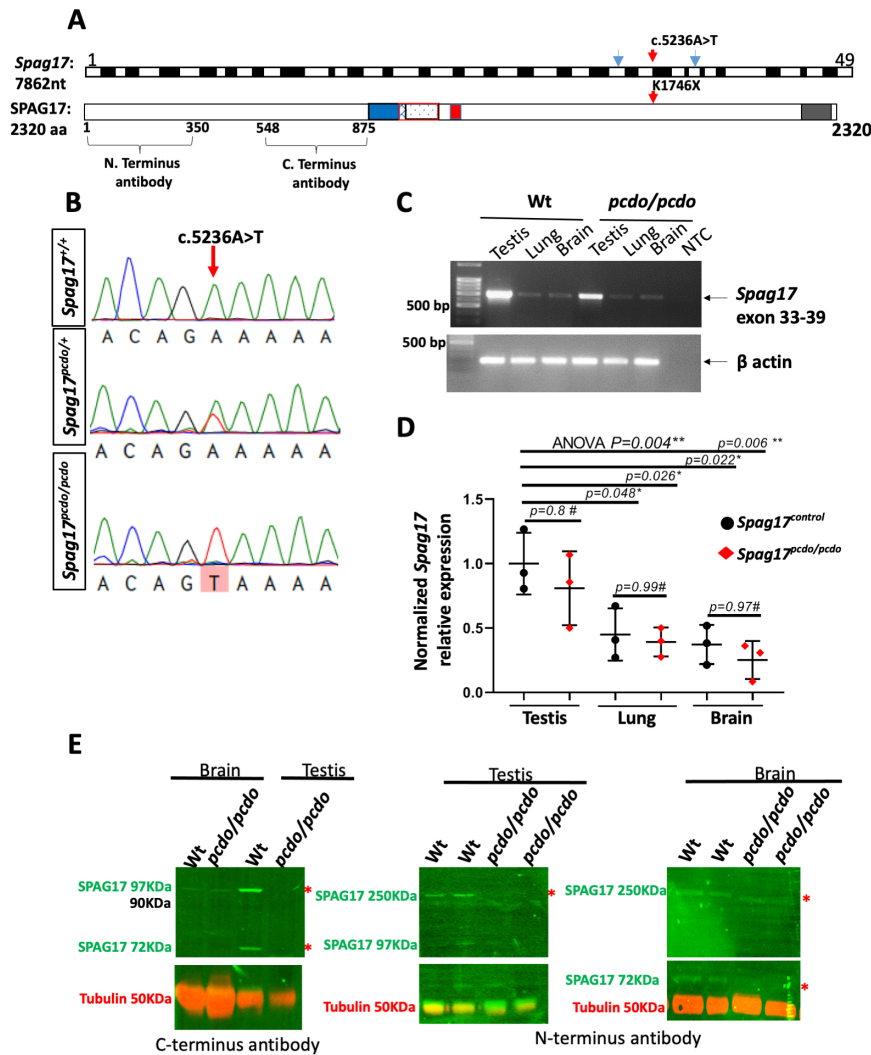 A
c.5236A>T
Spag17:
1
49
7862nt
K1746X
SPAG17:
2320 aa
1
350
548
875
2320
N. Terminus
antibody
C. Terminus
antibody
B
c.5236A>T
Spag17+/+
A C A G A A A A A
Spag17pcdo/+
A C A G A A A A A
Spag17pcdo/pcdo
A C A G T A A A A
C
Wt
pcdo/pcdo
Testis
Lung
Brain
Testis
Lung
Brain
NTC
500 bp
Spag17
exon 33-39
500 bp
β actin
D
ANOVA P=0.004**
p=0.006 **
p=0.022*
p=0.026*
p=0.048*
p=0.8 #
p=0.99#
p=0.97#
Normalized Spag17
relative expression
1.5
1.0
0.5
0.0
Spag17control
Spag17pcdo/pcdo
Testis
Lung
Brain
E
Brain
Testis
Wt
pcdo/pcdo
Wt
pcdo/pcdo
SPAG17 97KDa
90KDa
SPAG17 72KDa
Tubulin 50KDa
*
*
C-terminus antibody
Testis
Wt
Wt
pcdo/pcdo
pcdo/pcdo
SPAG17 250KDa
*
SPAG17 97KDa
Tubulin 50KDa
Brain
Wt
Wt
pcdo/pcdo
pcdo/pcdo
SPAG17 250KDa
*
SPAG17 72KDa
*
Tubulin 50KDa
N-terminus antibody